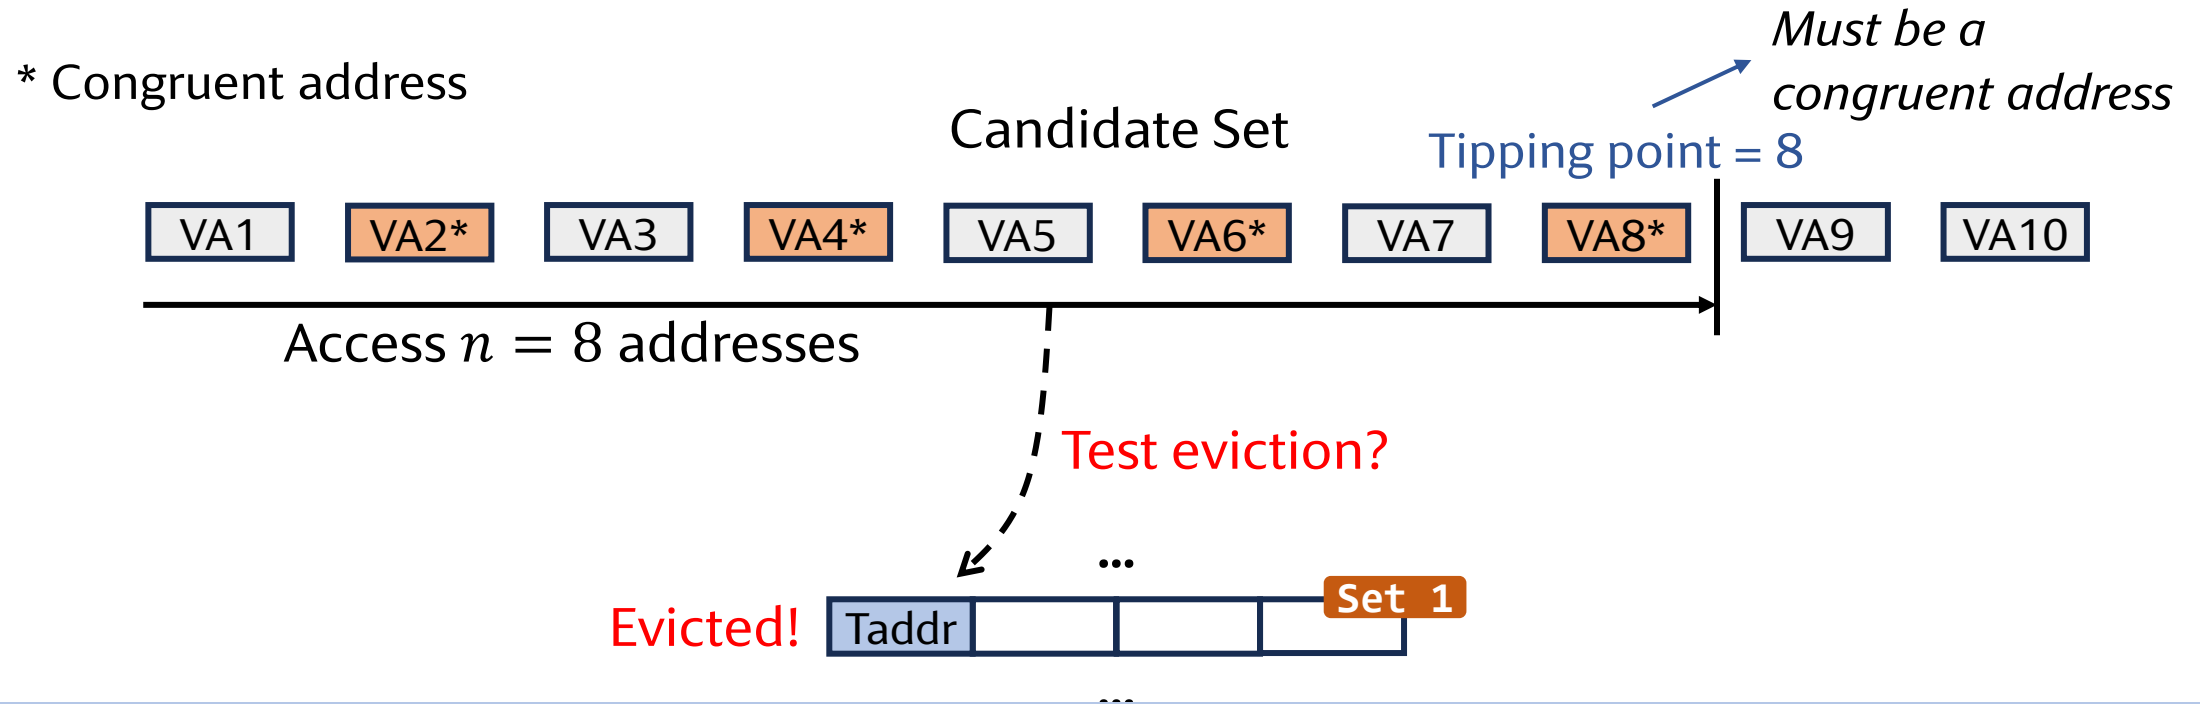 Must be a
congruent address
* Congruent address
Candidate Set
Tipping point = 8
VA1 VA2* VA3 VA4* VA5 VA6* VA7 VA8* VA9 VA10
Access n = 8 addresses
Test eviction?
...
Set 1
Evicted! Taddr
...